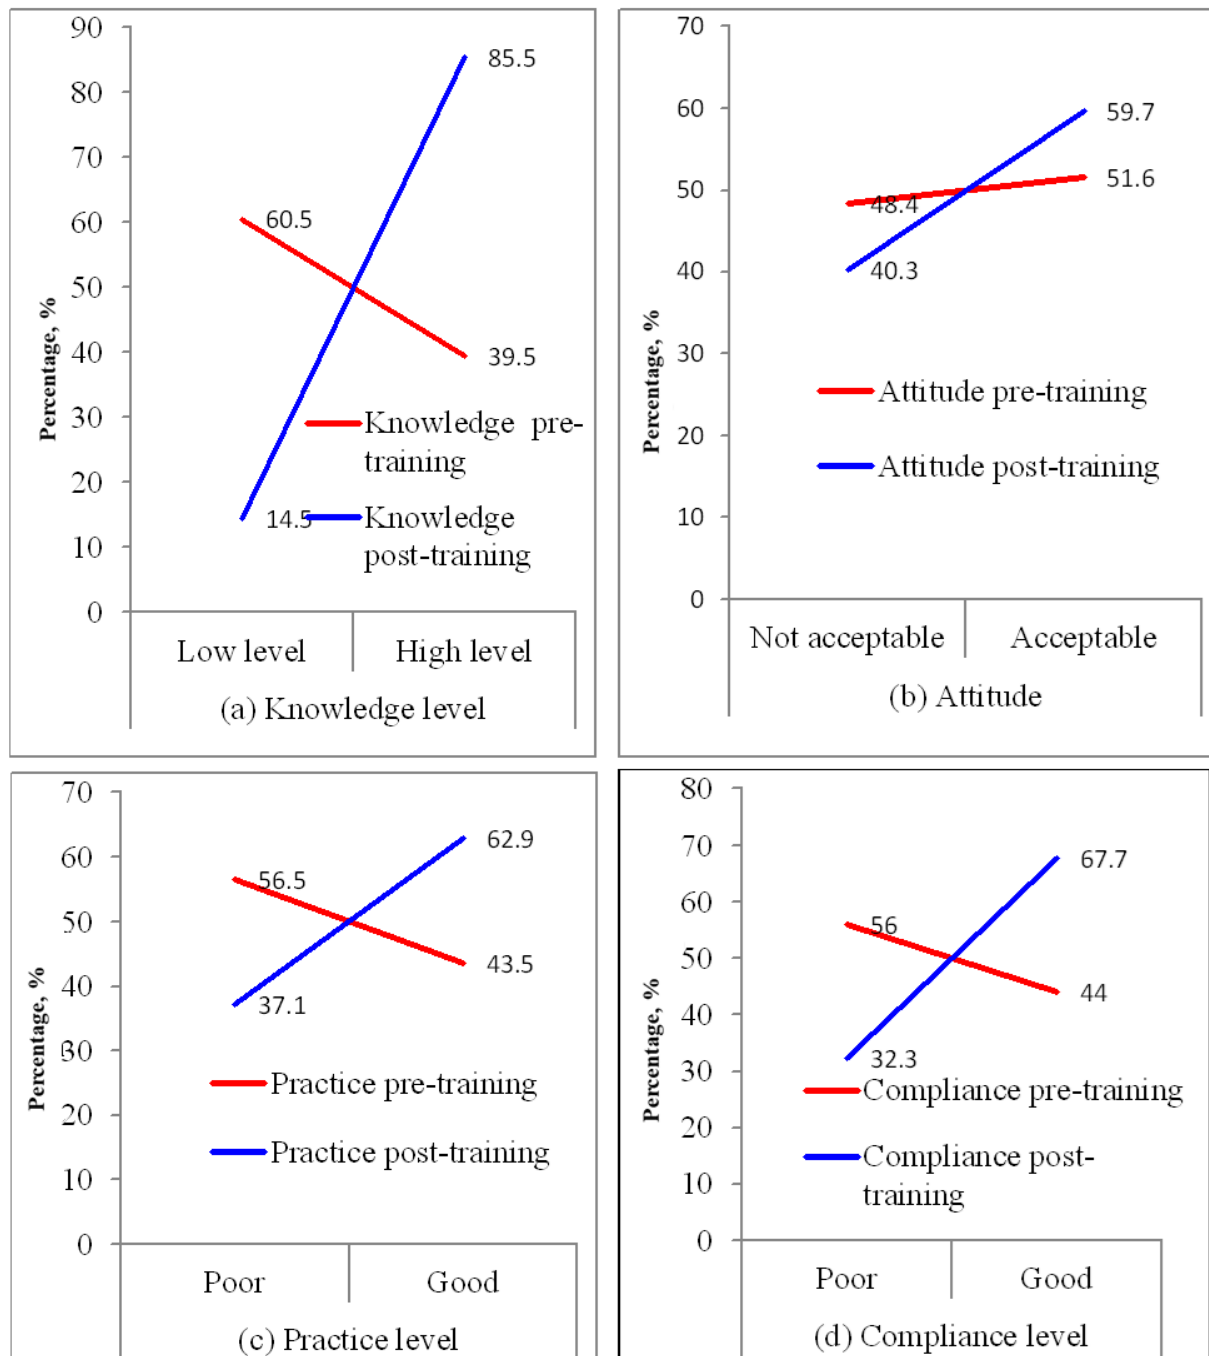 90
80
70
60
50
40
30
20
10
0
Percentage, %
85.5
60.5
39.5
14.5
Knowledge pre-
training
Knowledge
post-training
Low level
High level
(a) Knowledge level
70
60
50
40
30
20
10
0
Percentage, %
59.7
51.6
48.4
40.3
Attitude pre-training
Attitude post-training
Not acceptable
Acceptable
(b) Attitude
70
60
50
40
30
20
10
0
Percentage, %
62.9
56.5
43.5
37.1
Practice pre-training
Practice post-training
Poor
Good
(c) Practice level
80
70
60
50
40
30
20
10
0
Percentage, %
67.7
56
44
32.3
Compliance pre-training
Compliance post-
training
Poor
Good
(d) Compliance level